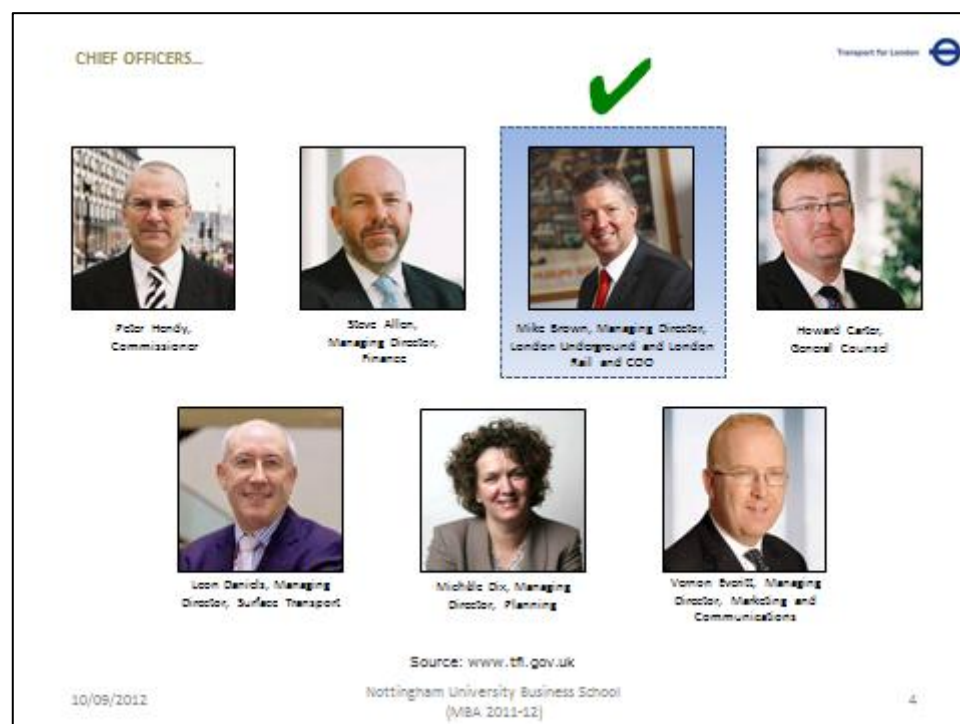 CHIEF OFFICERS...
Transport for London
Peter Hendy,
Commissioner
Steve Allen,
Managing Director,
Finance
Mike Brown, Managing Director,
London Underground and London
Rail and COO
Howard Carter,
General Counsel
Leon Daniels, Managing
Director, Surface Transport
Michèle Dix, Managing
Director, Planning
Vernon Everitt, Managing
Director, Marketing and
Communications
Source: www.tfl.gov.uk
10/09/2012
Nottingham University Business School
(MBA 2011-12)
4